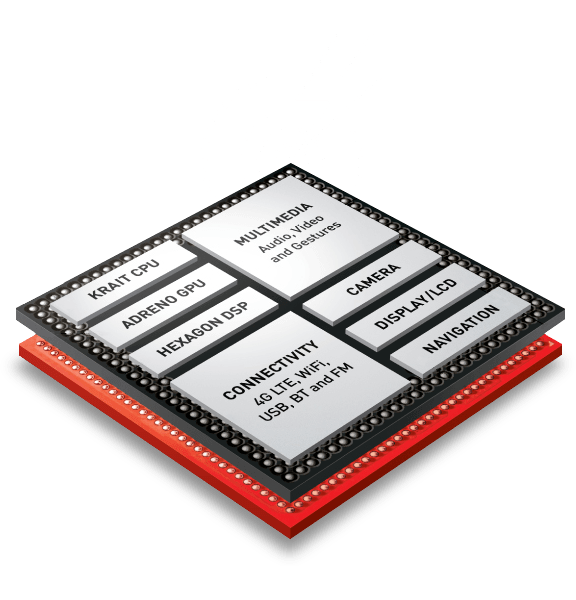 MULTIMEDIA
Audio, Video
and Gestures
KRAIT CPU
ADRENO GPU
HEXAGON DSP
CAMERA
DISPLAY/LCD
NAVIGATION
CONNECTIVITY
4G LTE, WiFi,
USB, BT and FM